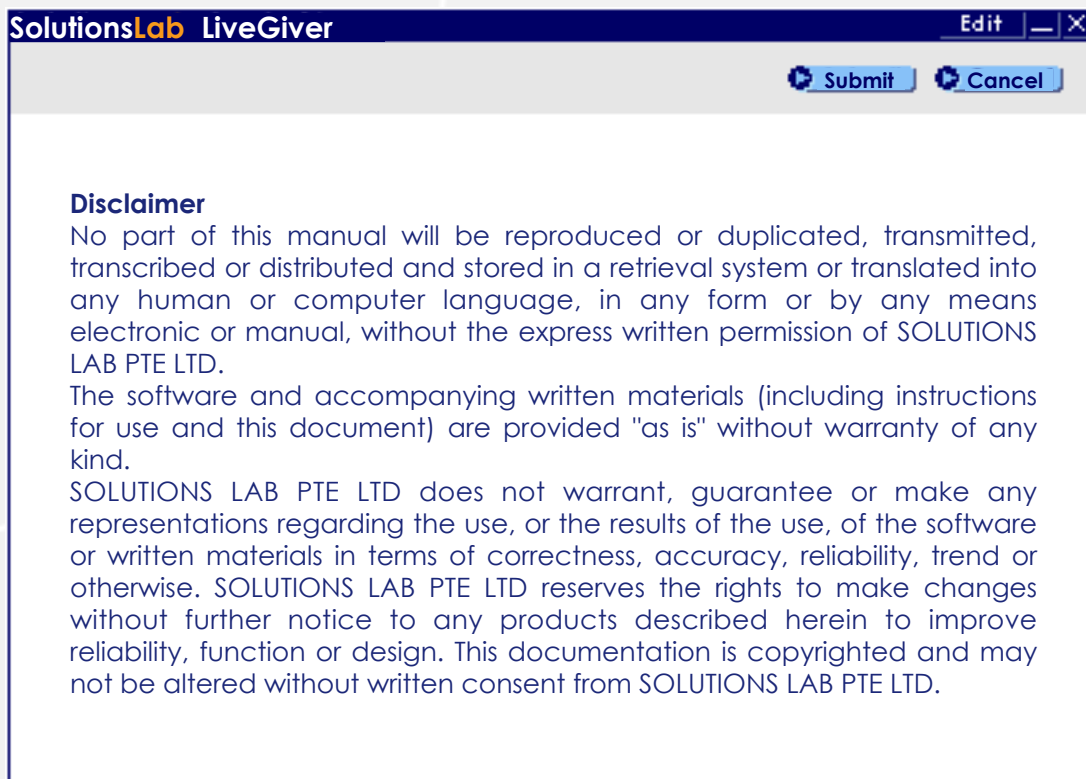 SolutionsLab LiveGiver Edit
Submit Cancel
Disclaimer
No part of this manual will be reproduced or duplicated, transmitted,
transcribed or distributed and stored in a retrieval system or translated into
any human or computer language, in any form or by any means
electronic or manual, without the express written permission of SOLUTIONS
LAB PTE LTD.
The software and accompanying written materials (including instructions
for use and this document) are provided "as is" without warranty of any
kind.
SOLUTIONS LAB PTE LTD does not warrant, guarantee or make any
representations regarding the use, or the results of the use, of the software
or written materials in terms of correctness, accuracy, reliability, trend or
otherwise. SOLUTIONS LAB PTE LTD reserves the rights to make changes
without further notice to any products described herein to improve
reliability, function or design. This documentation is copyrighted and may
not be altered without written consent from SOLUTIONS LAB PTE LTD.